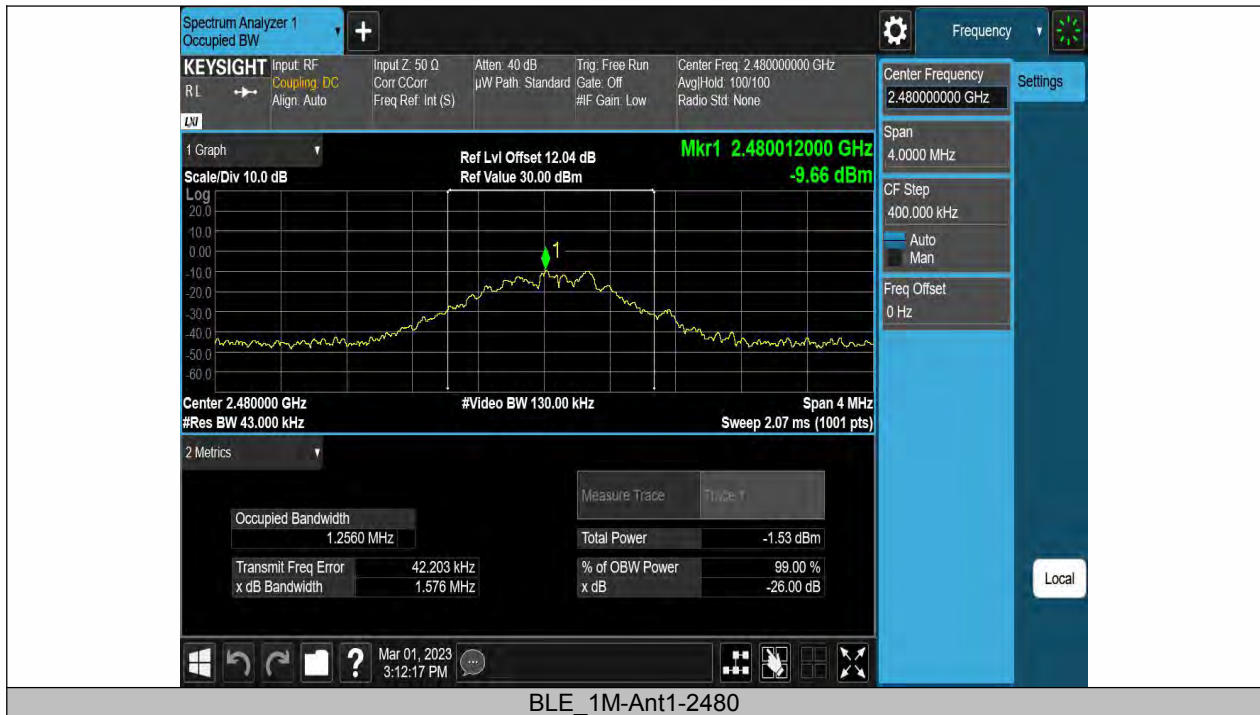 Spectrum Analyzer 1
Occupied BW
+
Frequency
KEYSIGHT Input: RF Input Z: 50 Ω Atten: 40 dB Trig: Free Run Center Freq: 2.480000000 GHz
RL Coupling: DC Corr CCorr µW Path: Standard Gate: Off Avg|Hold: 100/100
Align: Auto Freq Ref: Int (S) #IF Gain: Low Radio Std: None
LXI
Center Frequency
2.480000000 GHz
Settings
Span
4.0000 MHz
CF Step
400.000 kHz
Auto
Man
Freq Offset
0 Hz
1 Graph
Ref Lvl Offset 12.04 dB
Mkr1 2.480012000 GHz
Scale/Div 10.0 dB
Ref Value 30.00 dBm
-9.66 dBm
Log
20.0
10.0
0.00
-10.0
-20.0
-30.0
-40.0
-50.0
-60.0
1
Center 2.480000 GHz #Video BW 130.00 kHz Span 4 MHz
#Res BW 43.000 kHz Sweep 2.07 ms (1001 pts)
2 Metrics
Measure Trace
Occupied Bandwidth
1.2560 MHz
Total Power -1.53 dBm
Transmit Freq Error 42.203 kHz % of OBW Power 99.00 %
x dB Bandwidth 1.576 MHz x dB -26.00 dB
Local
?
Mar 01, 2023
3:12:17 PM
BLE_1M-Ant1-2480